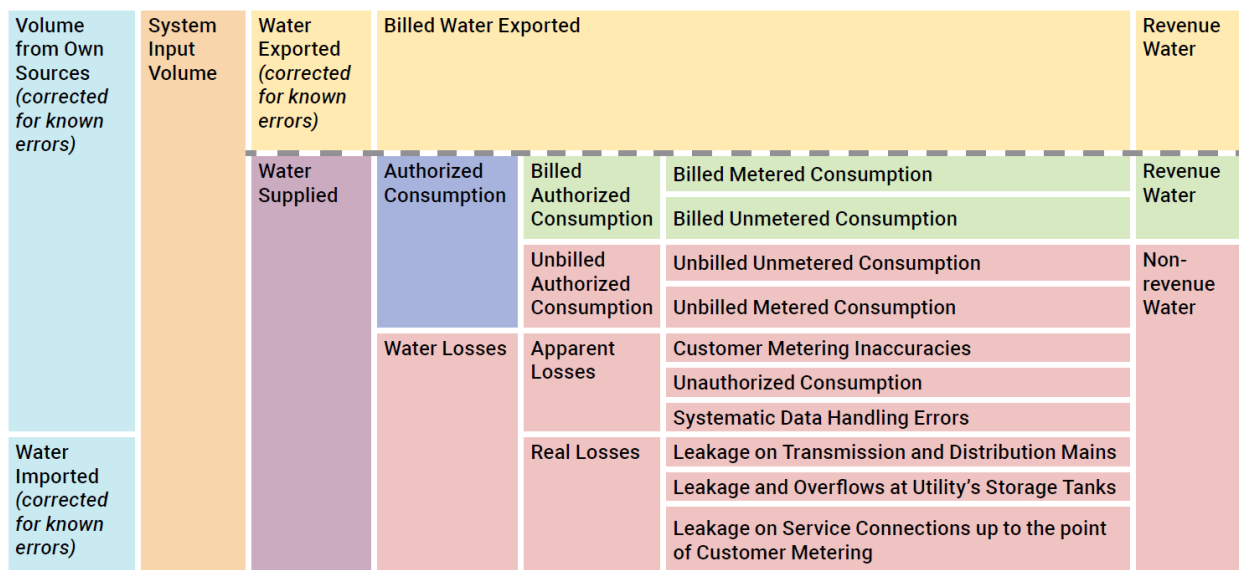 Volume
from Own
Sources
(corrected
for known
errors)
System
Input
Volume
Water
Exported
(corrected
for known
errors)
Billed Water Exported
Revenue
Water
Water
Supplied
Authorized
Consumption
Billed
Authorized
Consumption
Billed Metered Consumption
Billed Unmetered Consumption
Revenue
Water
Unbilled
Authorized
Consumption
Unbilled Unmetered Consumption
Unbilled Metered Consumption
Non-
revenue
Water
Water Losses
Apparent
Losses
Customer Metering Inaccuracies
Unauthorized Consumption
Systematic Data Handling Errors
Water
Imported
(corrected
for known
errors)
Real Losses
Leakage on Transmission and Distribution Mains
Leakage and Overflows at Utility’s Storage Tanks
Leakage on Service Connections up to the point
of Customer Metering